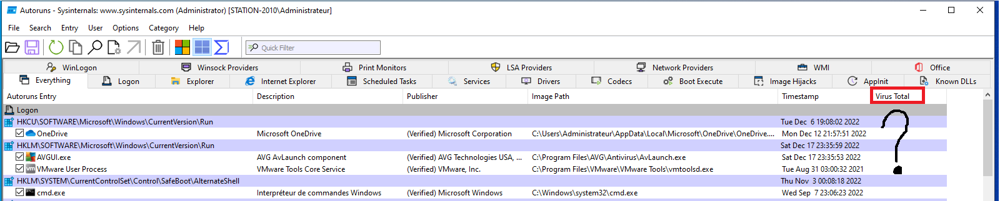 Autoruns - Sysinternals: www.sysinternals.com (Administrator) [STATION-2010\Administrateur]
File Search Entry User Options Category Help
Quick Filter
WinLogon Winsock Providers Print Monitors LSA Providers Network Providers WMI Office
Everything Logon Explorer Internet Explorer Scheduled Tasks Services Drivers Codecs Boot Execute Image Hijacks AppInit Known DLLs
Autoruns Entry Description Publisher Image Path Timestamp Virus Total
Logon
HKCU\SOFTWARE\Microsoft\Windows\CurrentVersion\Run Tue Dec 6 19:08:02 2022
OneDrive Microsoft OneDrive (Verified) Microsoft Corporation C:\Users\Administrateur\AppData\Local\Microsoft\OneDrive\OneDrive.... Mon Dec 12 21:57:51 2022
HKLM\SOFTWARE\Microsoft\Windows\CurrentVersion\Run Sat Dec 17 23:35:59 2022
AVGUI.exe AVG AvLaunch component (Verified) AVG Technologies USA, ... C:\Program Files\AVG\Antivirus\AvLaunch.exe Sat Dec 17 23:35:53 2022
vm VMware User Process VMware Tools Core Service (Verified) VMware, Inc. C:\Program Files\VMware\VMware Tools\vmtoolsd.exe Tue Aug 31 03:00:32 2021
HKLM\SYSTEM\CurrentControlSet\Control\SafeBoot\AlternateShell Thu Nov 3 00:08:18 2022
cmd.exe Interpréteur de commandes Windows (Verified) Microsoft Windows C:\Windows\system32\cmd.exe Wed Sep 7 23:06:23 2022
?